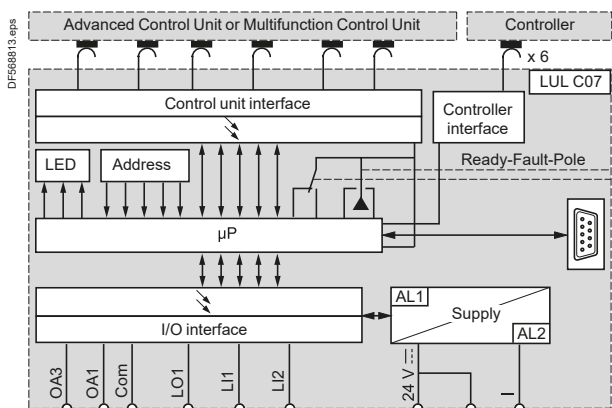 DF568813.eps
Advanced Control Unit or Multifunction Control Unit
Controller
x 6
LUL C07
Control unit interface
Controller
interface
LED
Address
Ready-Fault-Pole
µP
AL1
Supply
AL2
I/O interface
OA3
OA1
Com
LO1
LI1
LI2
24 V